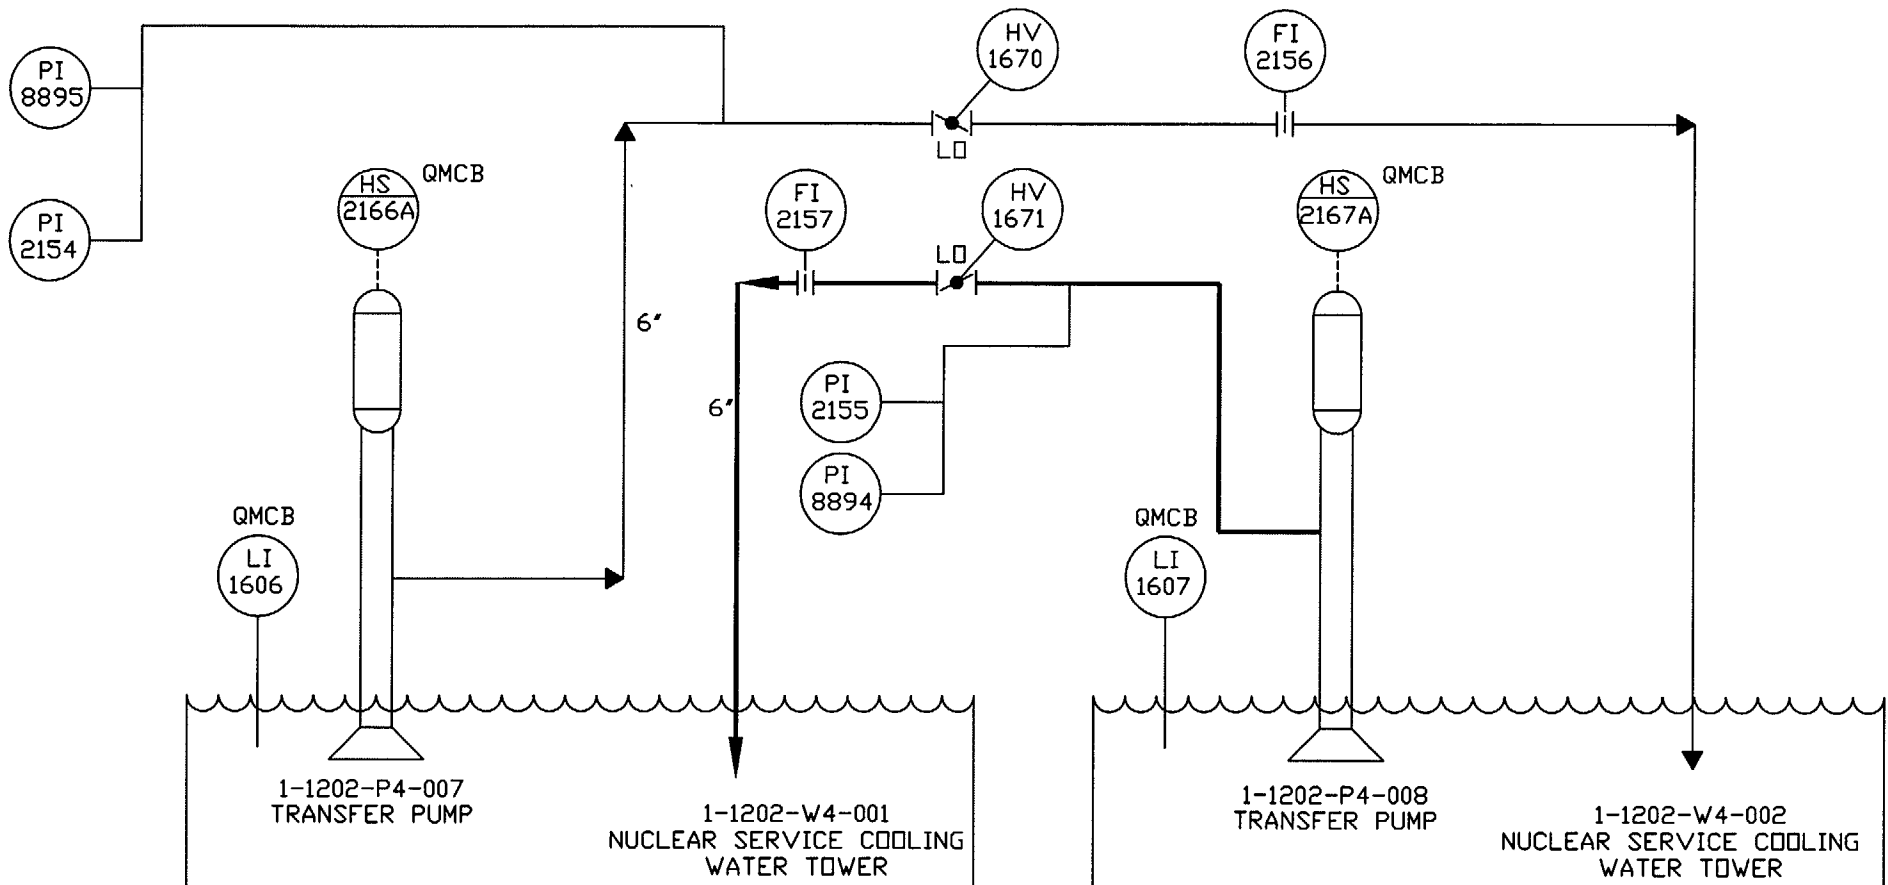 HV
1670
FI
2156
PI
8895
LO
HS
2166A
QMCB
FI
2157
HV
1671
HS
2167A
QMCB
PI
2154
LO
6"
6"
PI
2155
PI
8894
QMCB
LI
1606
QMCB
LI
1607
1-1202-P4-007
TRANSFER PUMP
1-1202-W4-001
NUCLEAR SERVICE COOLING
WATER TOWER
1-1202-P4-008
TRANSFER PUMP
1-1202-W4-002
NUCLEAR SERVICE COOLING
WATER TOWER